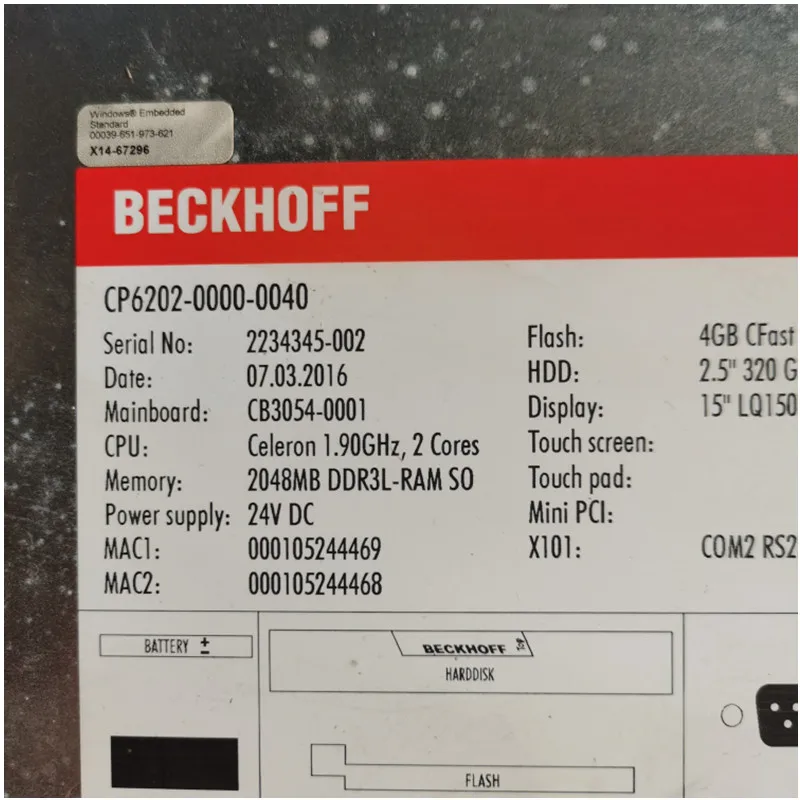 Windows® Embedded
Standard
00039-651-973-621
X14-67296
BECKHOFF
CP6202-0000-0040
Serial No: 2234345-002
Date: 07.03.2016
Mainboard: CB3054-0001
CPU: Celeron 1.90GHz, 2 Cores
Memory: 2048MB DDR3L-RAM SO
Power supply: 24V DC
MAC1: 000105244469
MAC2: 000105244468
Flash: 4GB CFast
HDD: 2.5" 320 G
Display: 15" LQ150
Touch screen:
Touch pad:
Mini PCI:
X101: COM2 RS2
BATTERY ±
BECKHOFF
HARDDISK
FLASH